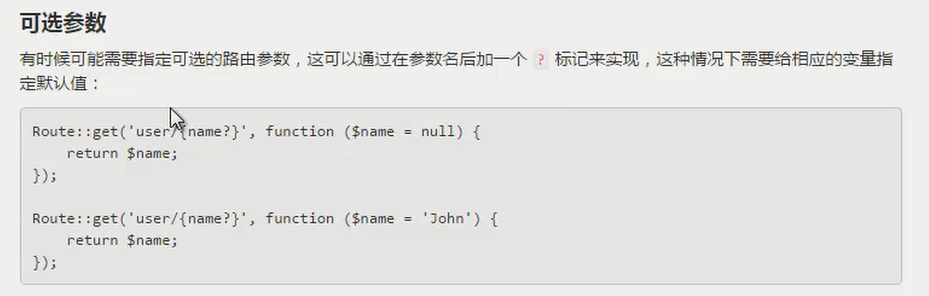 可选参数
有时候可能需要指定可选的路由参数，这可以通过在参数名后加一个 ? 标记来实现，这种情况下需要给相应的变量指
定默认值：
Route::get('user/{name?}', function ($name = null) {
    return $name;
});

Route::get('user/{name?}', function ($name = 'John') {
    return $name;
});